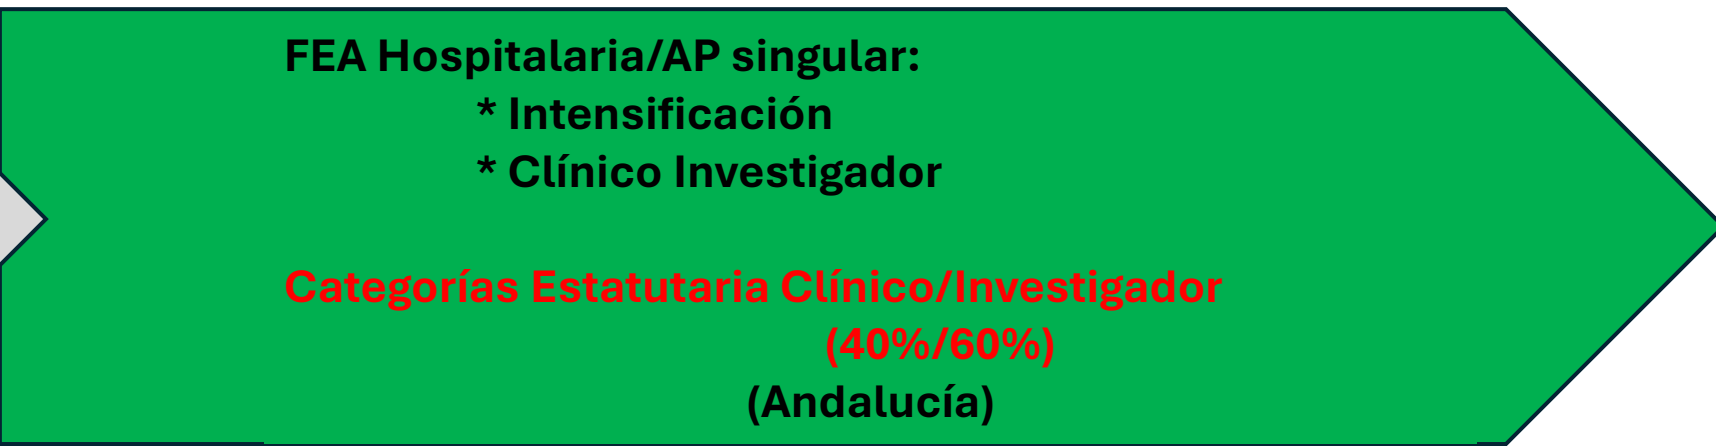 FEA Hospitalaria/AP singular:
* Intensificación
* Clínico Investigador
Categorías Estatutaria Clínico/Investigador
(40%/60%)
(Andalucía)